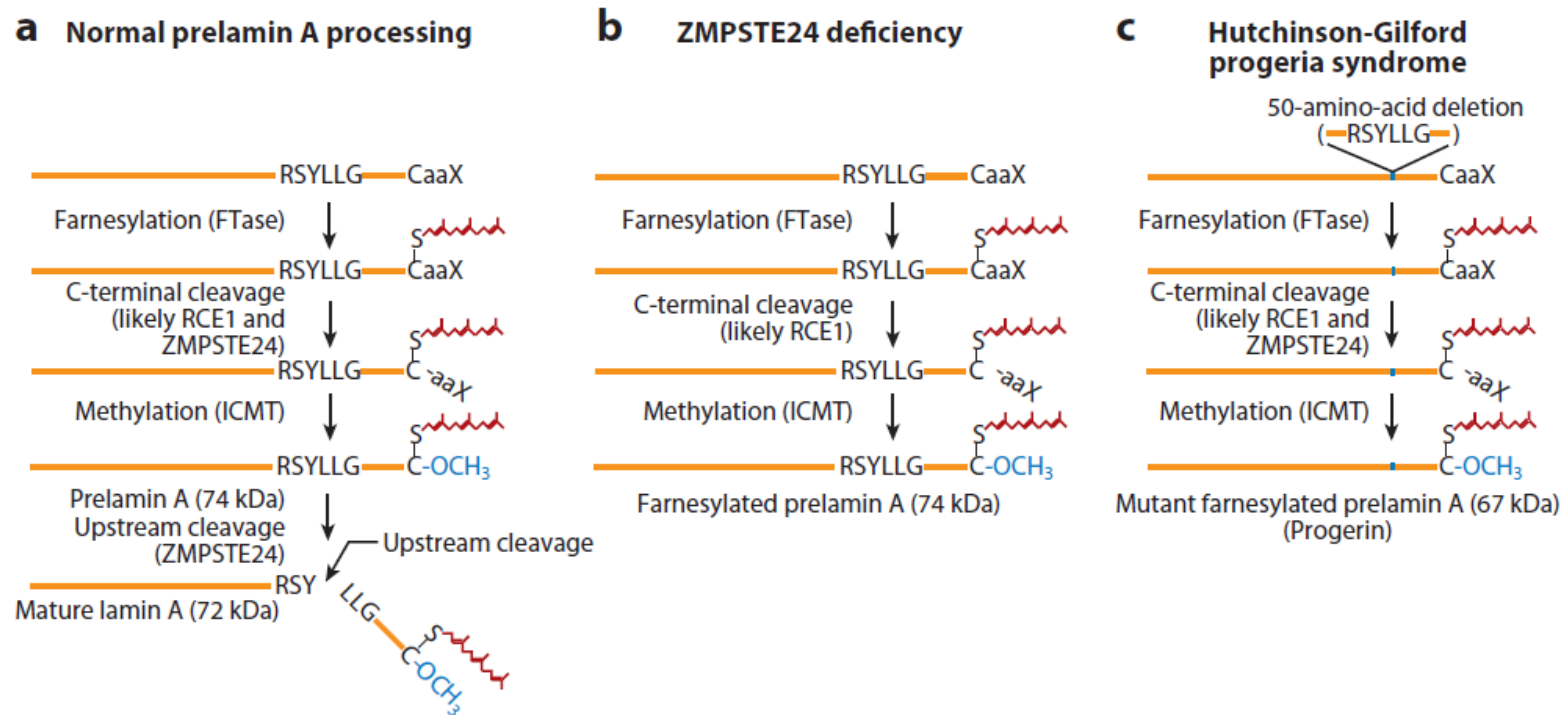 a Normal prelamin A processing
RSYLLG CaaX
Farnesylation (FTase)
S
RSYLLG CaaX
C-terminal cleavage
(likely RCE1 and
ZMPSTE24)
S
RSYLLG C -aaX
Methylation (ICMT)
S
RSYLLG C-OCH₃
Prelamin A (74 kDa)
Upstream cleavage
(ZMPSTE24)
Upstream cleavage
RSY
LLG
S
C-OCH₃
Mature lamin A (72 kDa)
b ZMPSTE24 deficiency
RSYLLG CaaX
Farnesylation (FTase)
S
RSYLLG CaaX
C-terminal cleavage
(likely RCE1)
S
RSYLLG C -aaX
Methylation (ICMT)
S
RSYLLG C-OCH₃
Farnesylated prelamin A (74 kDa)
c Hutchinson-Gilford
progeria syndrome
50-amino-acid deletion
(RSYLLG)
CaaX
Farnesylation (FTase)
S
CaaX
C-terminal cleavage
(likely RCE1 and
ZMPSTE24)
S
C -aaX
Methylation (ICMT)
S
C-OCH₃
Mutant farnesylated prelamin A (67 kDa)
(Progerin)